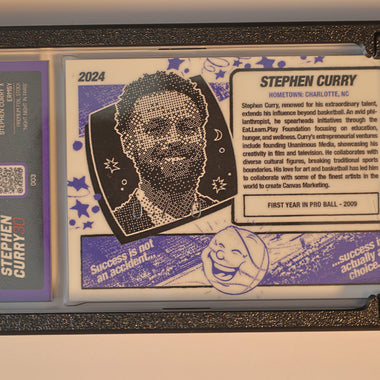 2024
STEPHEN CURRY
HOMETOWN: CHARLOTTE, NC
Stephen Curry, renowned for his extraordinary talent,
extends his influence beyond basketball. An avid phil-
anthropist, he spearheads initiatives through the
Eat.Learn.Play Foundation focusing on education,
hunger, and wellness. Curry's entrepreneurial ventures
include founding Unanimous Media, showcasing his
creativity in film and television. He collaborates with
diverse cultural figures, breaking traditional sports
boundaries. His love for art and basketball has led him
to collaborate with some of the finest artists in the
world to create Canvas Marketing.
FIRST YEAR IN PRO BALL - 2009
Success is not
an accident...
...success
actually a
choice.
STEPHEN CURRY X
003
STEPHEN
CURRY30